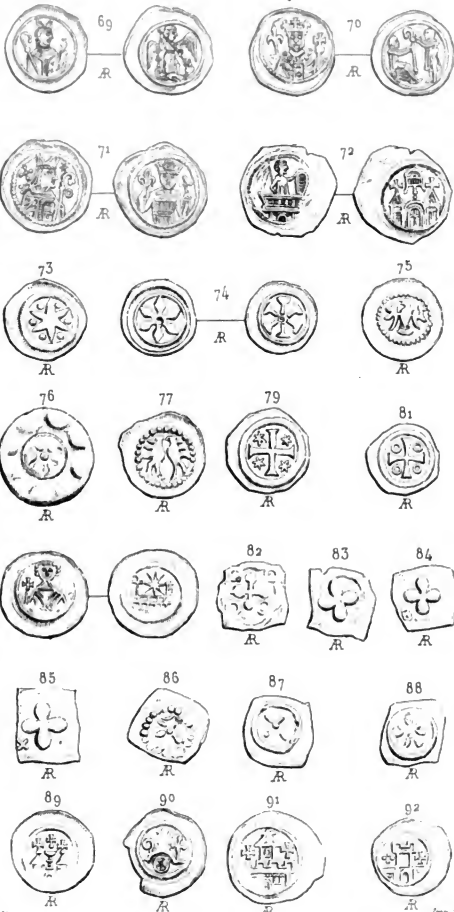 69 70
Æ Æ
71 72
Æ Æ
73 74 75
Æ Æ Æ
76 77 79 81
Æ Æ Æ Æ
82 83 84
Æ Æ Æ
85 86 87 88
Æ Æ Æ Æ
89 90 91 92
Æ Æ Æ Æ